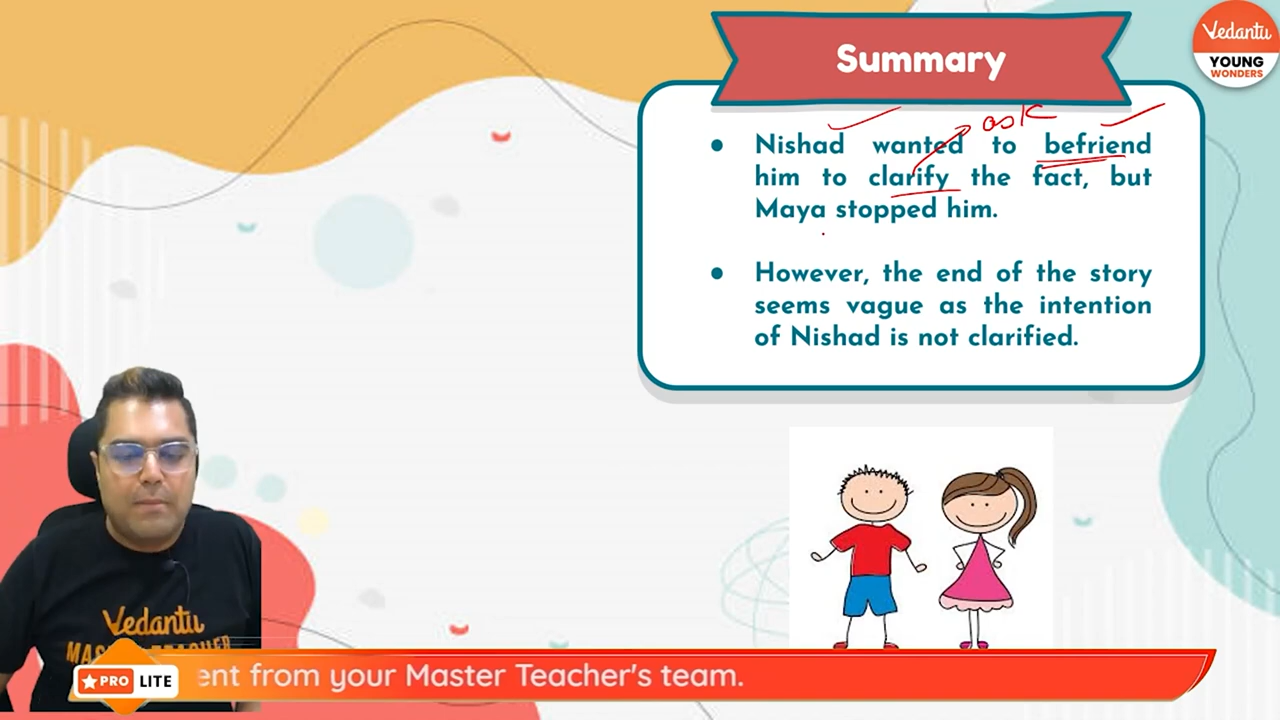 Vedantu
YOUNG
WONDERS
Summary
ask
• Nishad wanted to befriend
him to clarify the fact, but
Maya stopped him.
• However, the end of the story
seems vague as the intention
of Nishad is not clarified.
Vedantu
MASTER TEACHER
PRO LITE
ent from your Master Teacher's team.